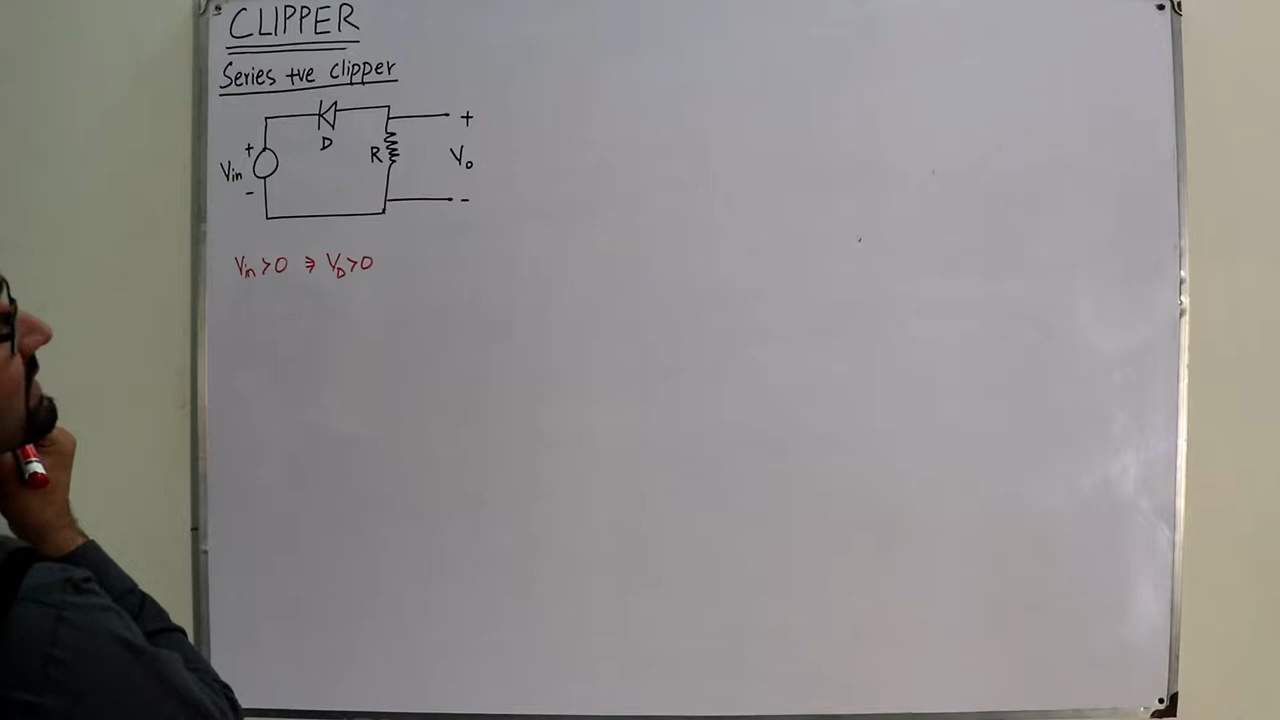 CLIPPER
Series +ve clipper
D
+
+
Vin
R
Vo
-
-
Vin>0 ⇒ VD>0